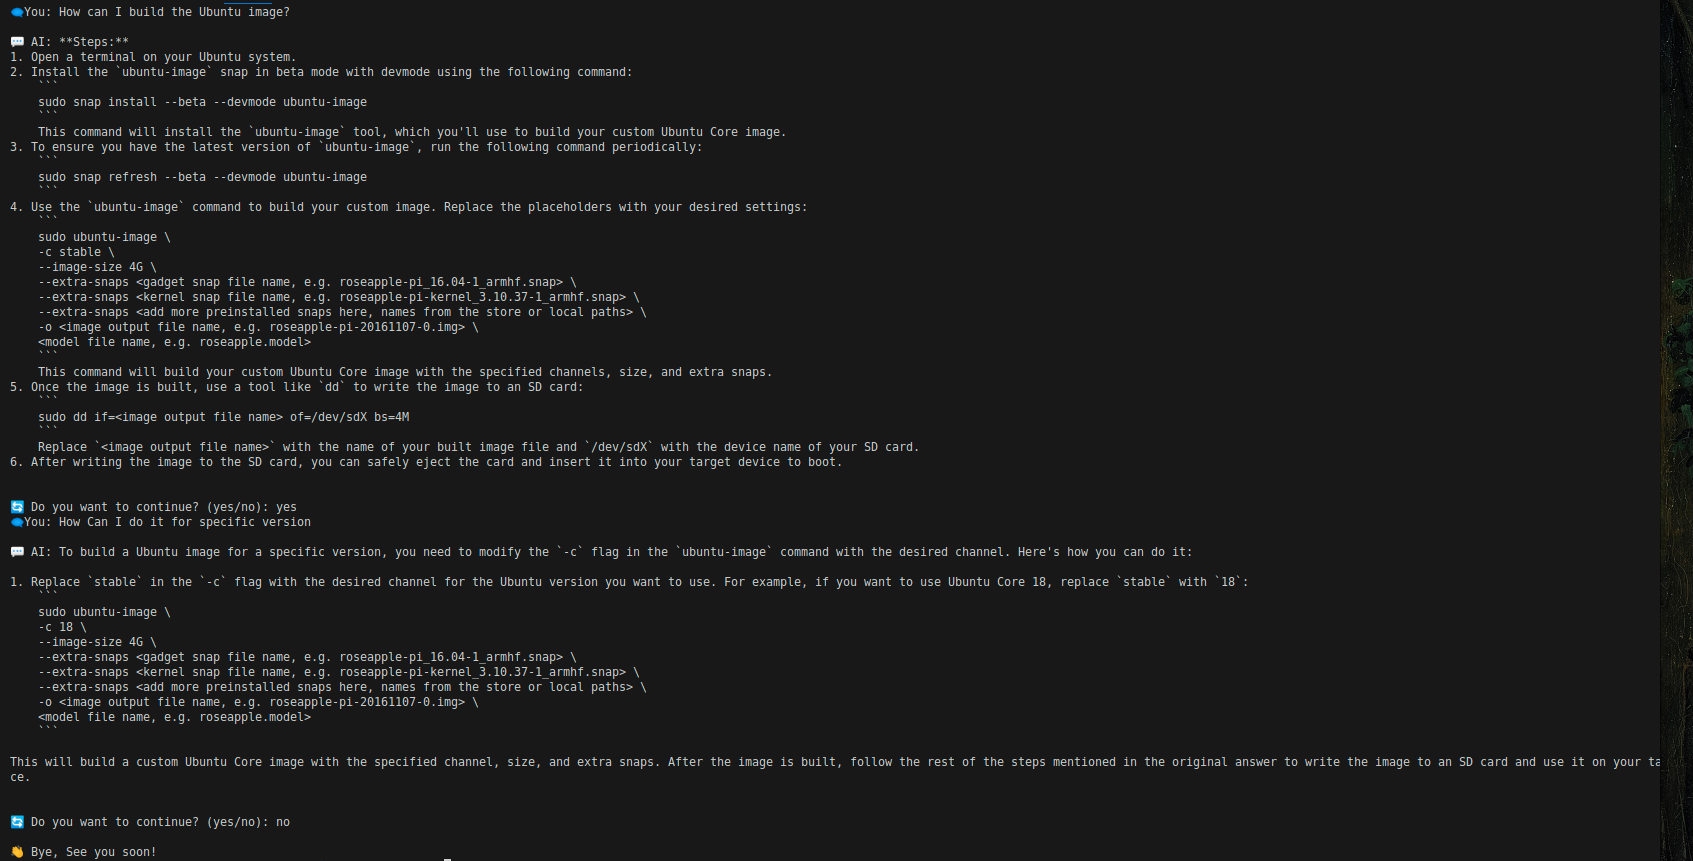 🗨You: How can I build the Ubuntu image?
💬 AI: **Steps:**
1. Open a terminal on your Ubuntu system.
2. Install the `ubuntu-image` snap in beta mode with devmode using the following command:
```
sudo snap install --beta --devmode ubuntu-image
```
This command will install the `ubuntu-image` tool, which you'll use to build your custom Ubuntu Core image.
3. To ensure you have the latest version of `ubuntu-image`, run the following command periodically:
```
sudo snap refresh --beta --devmode ubuntu-image
```
4. Use the `ubuntu-image` command to build your custom image. Replace the placeholders with your desired settings:
```
sudo ubuntu-image \
-c stable \
--image-size 4G \
--extra-snaps <gadget snap file name, e.g. roseapple-pi_16.04-1_armhf.snap> \
--extra-snaps <kernel snap file name, e.g. roseapple-pi-kernel_3.10.37-1_armhf.snap> \
--extra-snaps <add more preinstalled snaps here, names from the store or local paths> \
-o <image output file name, e.g. roseapple-pi-20161107-0.img> \
<model file name, e.g. roseapple.model>
```
This command will build your custom Ubuntu Core image with the specified channels, size, and extra snaps.
5. Once the image is built, use a tool like `dd` to write the image to an SD card:
```
sudo dd if=<image output file name> of=/dev/sdX bs=4M
```
Replace `<image output file name>` with the name of your built image file and `/dev/sdX` with the device name of your SD card.
6. After writing the image to the SD card, you can safely eject the card and insert it into your target device to boot.
🔄 Do you want to continue? (yes/no): yes
🗨You: How Can I do it for specific version
💬 AI: To build a Ubuntu image for a specific version, you need to modify the `-c` flag in the `ubuntu-image` command with the desired channel. Here's how you can do it:
1. Replace `stable` in the `-c` flag with the desired channel for the Ubuntu version you want to use. For example, if you want to use Ubuntu Core 18, replace `stable` with `18`:
```
sudo ubuntu-image \
-c 18 \
--image-size 4G \
--extra-snaps <gadget snap file name, e.g. roseapple-pi_16.04-1_armhf.snap> \
--extra-snaps <kernel snap file name, e.g. roseapple-pi-kernel_3.10.37-1_armhf.snap> \
--extra-snaps <add more preinstalled snaps here, names from the store or local paths> \
-o <image output file name, e.g. roseapple-pi-20161107-0.img> \
<model file name, e.g. roseapple.model>
```
This will build a custom Ubuntu Core image with the specified channel, size, and extra snaps. After the image is built, follow the rest of the steps mentioned in the original answer to write the image to an SD card and use it on your ta
ce.
🔄 Do you want to continue? (yes/no): no
👋 Bye, See you soon!